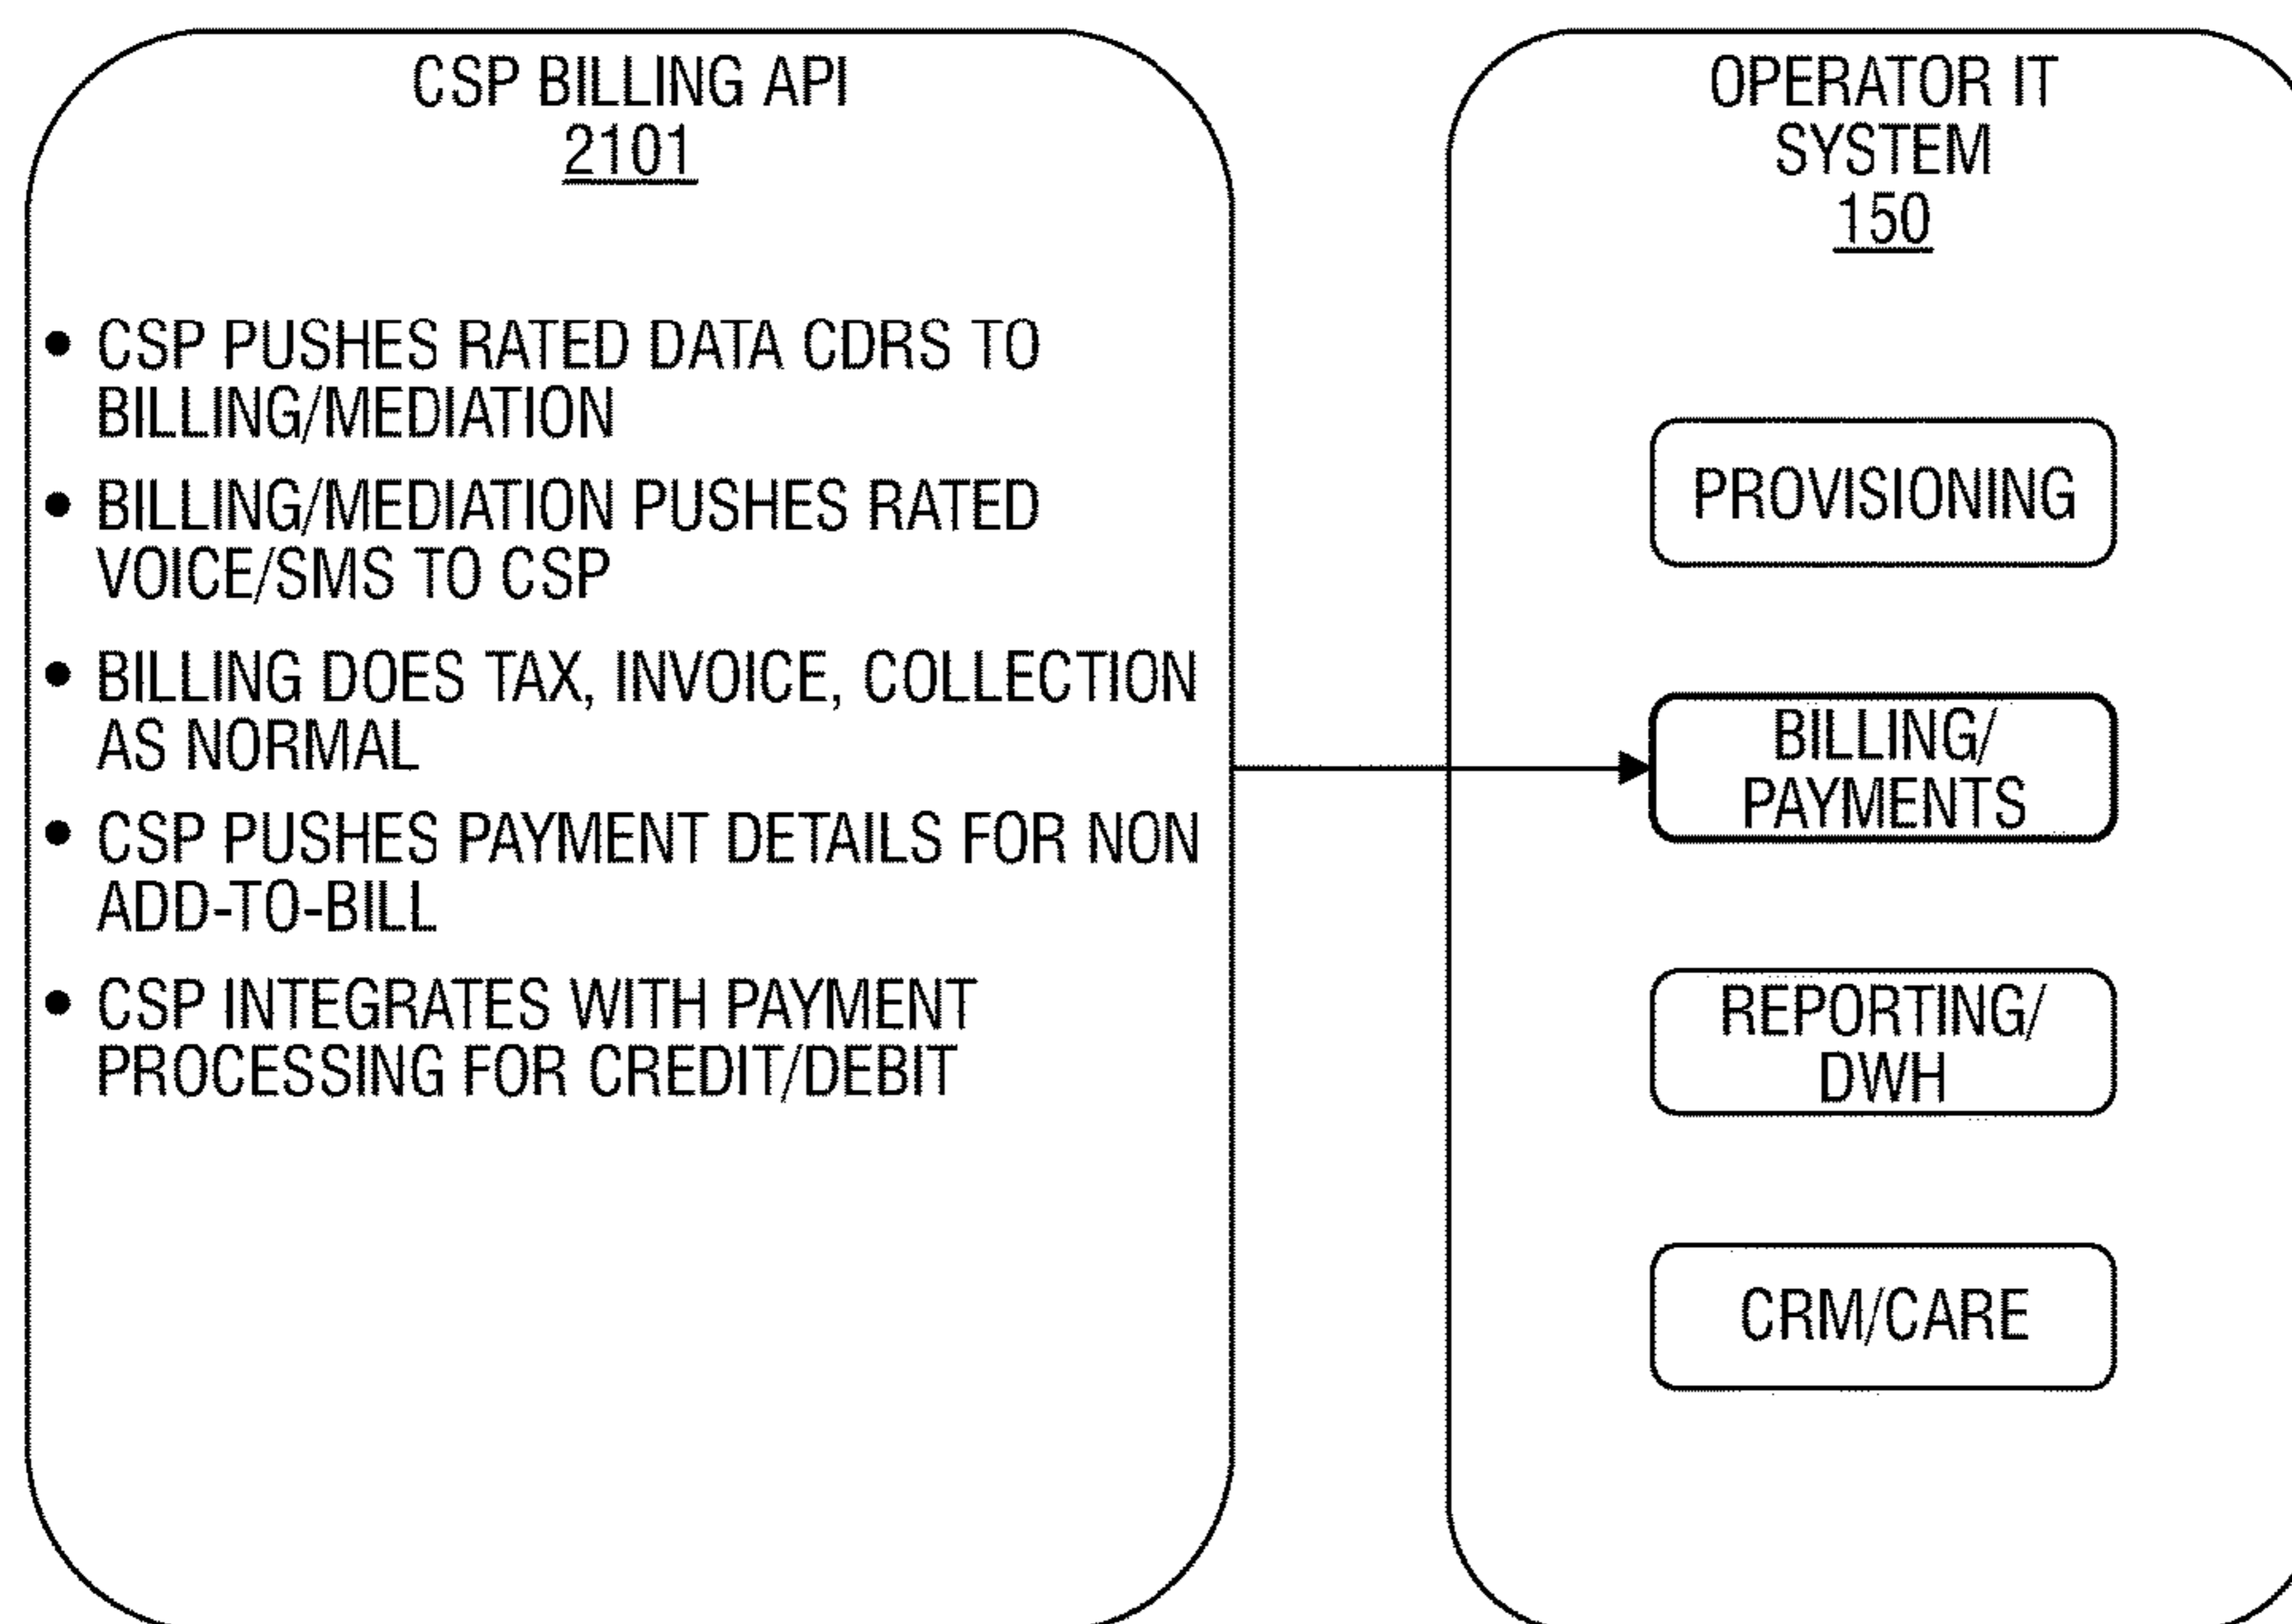 CSP BILLING API
2101
• CSP PUSHES RATED DATA CDRS TO
BILLING/MEDIATION
• BILLING/MEDIATION PUSHES RATED
VOICE/SMS TO CSP
• BILLING DOES TAX, INVOICE, COLLECTION
AS NORMAL
• CSP PUSHES PAYMENT DETAILS FOR NON
ADD-TO-BILL
• CSP INTEGRATES WITH PAYMENT
PROCESSING FOR CREDIT/DEBIT
OPERATOR IT
SYSTEM
150
PROVISIONING
BILLING/
PAYMENTS
REPORTING/
DWH
CRM/CARE